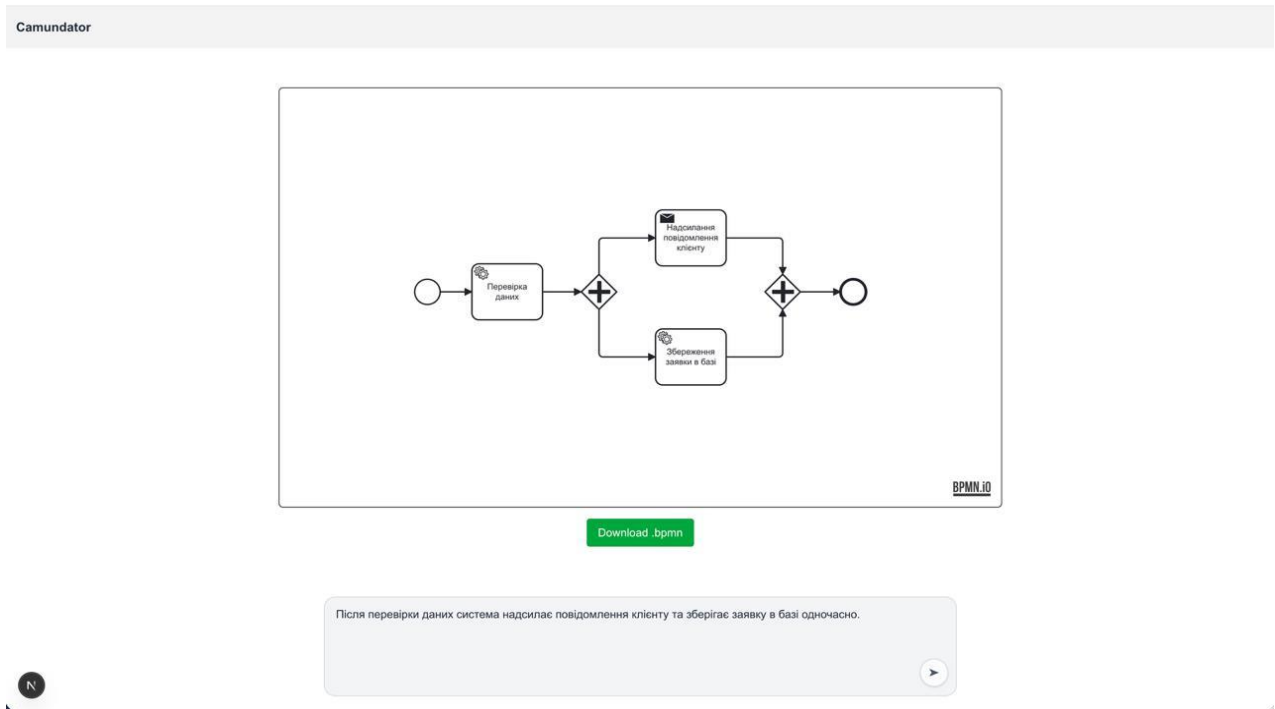 Camundator
Надсилання
повідомлення
клієнту
Перевірка
даних
Збереження
заявки в базі
BPMN.iO
Download .bpmn
Після перевірки даних система надсилає повідомлення клієнту та зберігає заявку в базі одночасно.
N